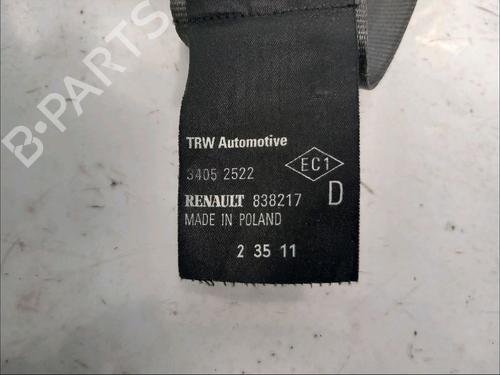 B-PARTS
TRW Automotive
3405 2522
EC1
RENAULT 838217
D
MADE IN POLAND
2 35 11